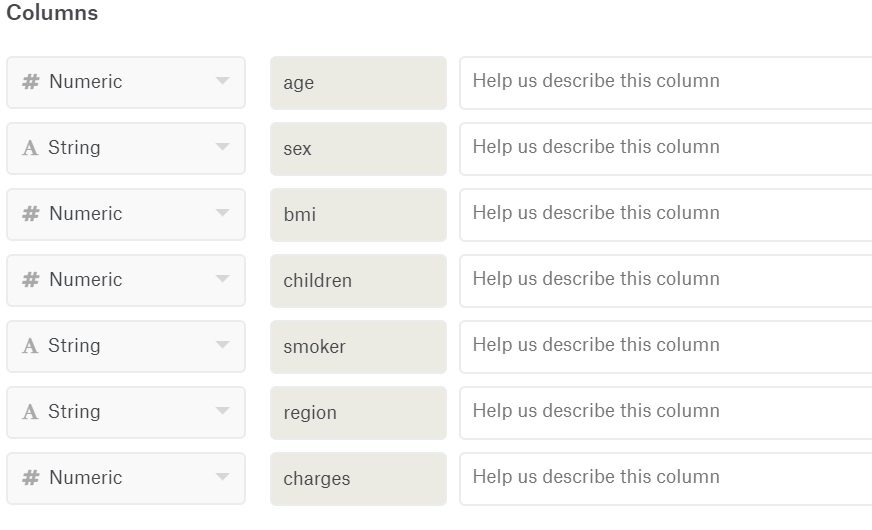 Columns
# Numeric age Help us describe this column
A String sex Help us describe this column
# Numeric bmi Help us describe this column
# Numeric children Help us describe this column
A String smoker Help us describe this column
A String region Help us describe this column
# Numeric charges Help us describe this column